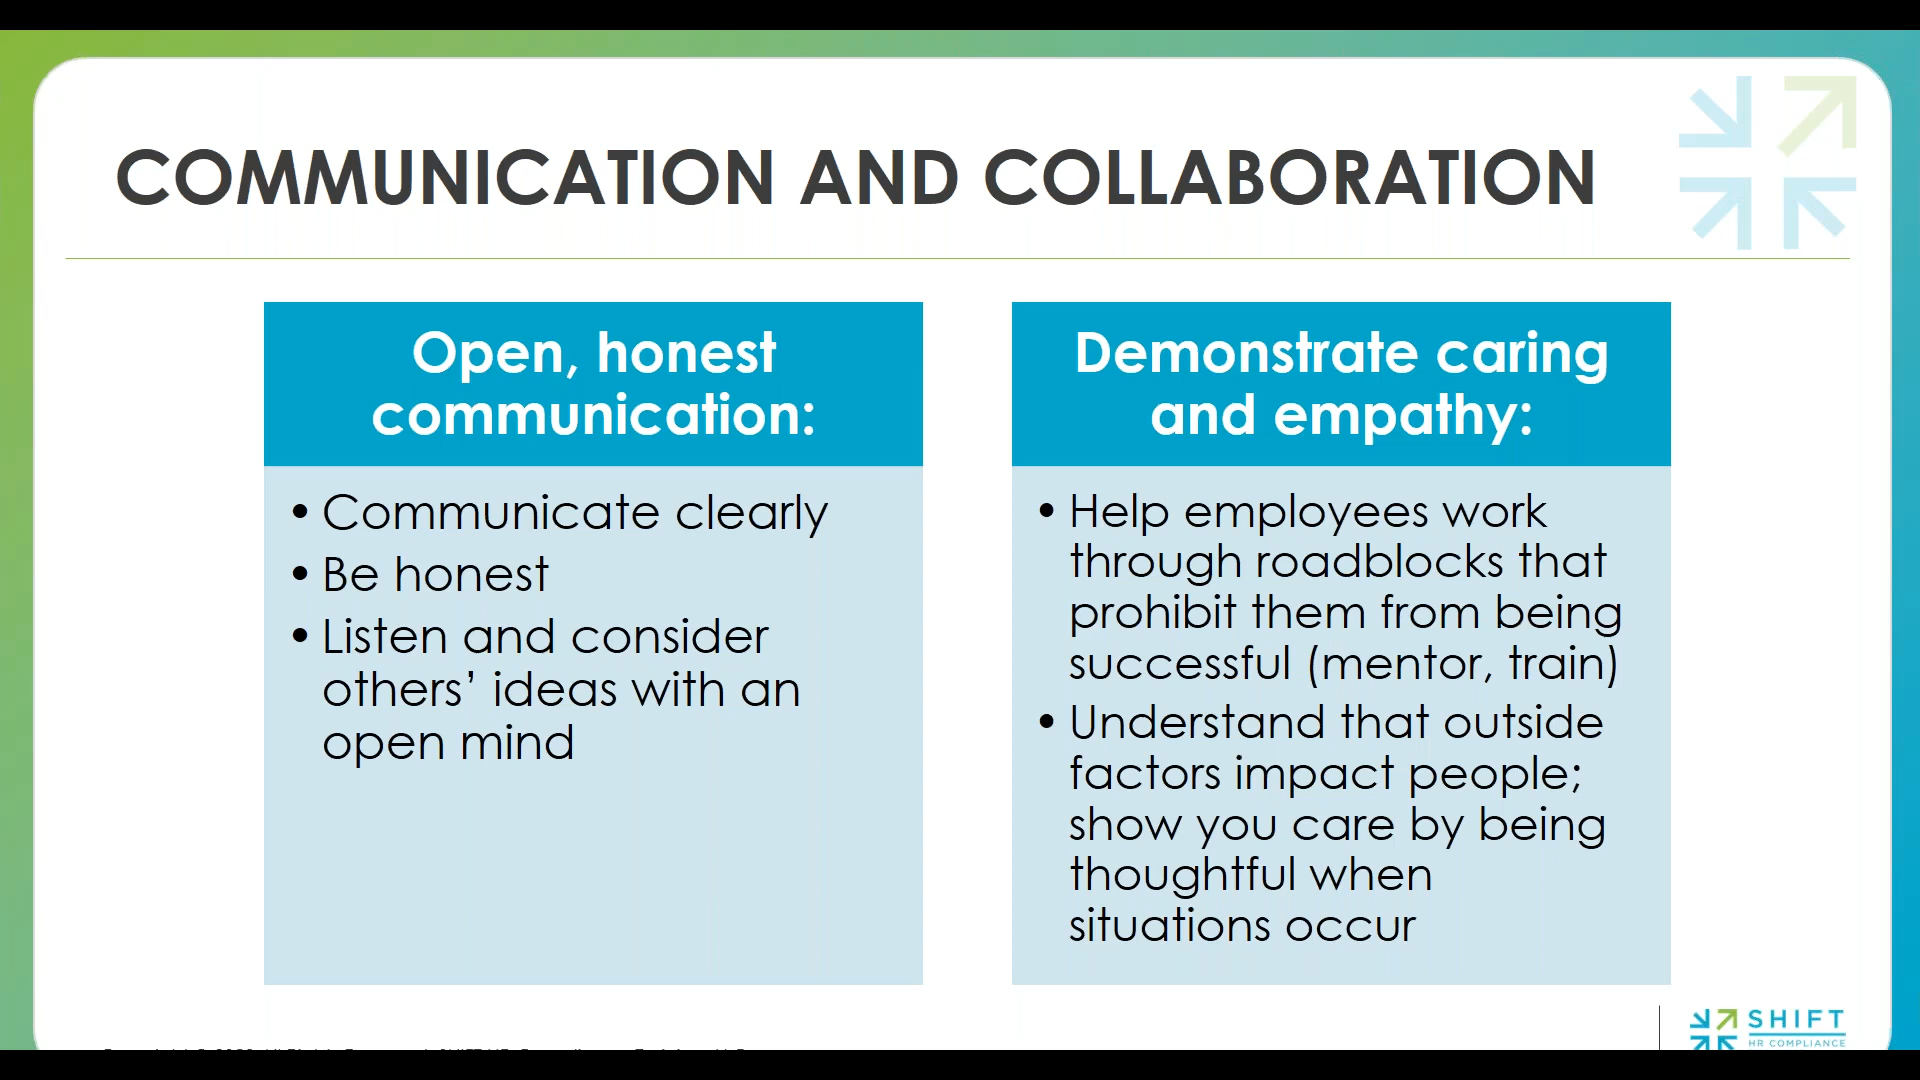 COMMUNICATION AND COLLABORATION
Open, honest
communication:
• Communicate clearly
• Be honest
• Listen and consider
others’ ideas with an
open mind
Demonstrate caring
and empathy:
• Help employees work
through roadblocks that
prohibit them from being
successful (mentor, train)
• Understand that outside
factors impact people;
show you care by being
thoughtful when
situations occur
SHIFT
HR COMPLIANCE